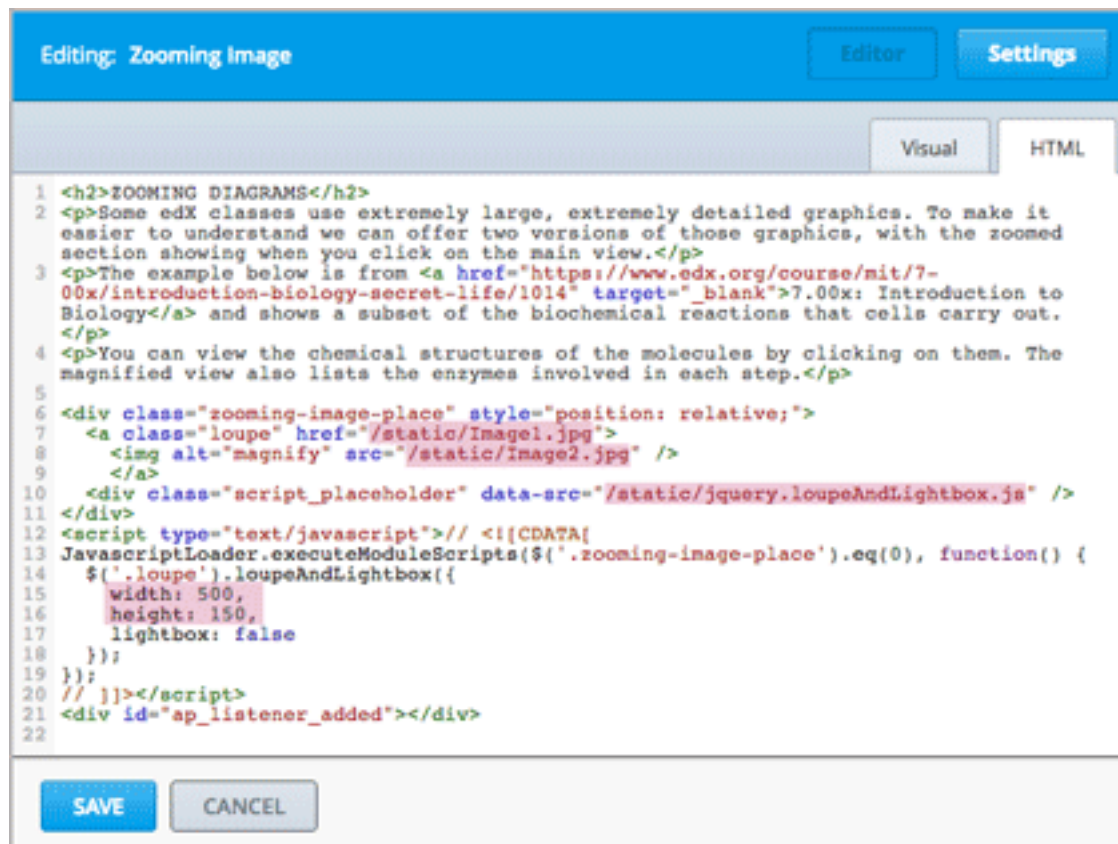 Editing: Zooming Image
Editor
Settings
Visual
HTML
1 <h2>ZOOMING DIAGRAMS</h2>
2 <p>Some edX classes use extremely large, extremely detailed graphics. To make it
easier to understand we can offer two versions of those graphics, with the zoomed
section showing when you click on the main view.</p>
3 <p>The example below is from <a href="https://www.edx.org/course/mit/7-
00x/introduction-biology-secret-life/1014" target="_blank">7.00x: Introduction to
Biology</a> and shows a subset of the biochemical reactions that cells carry out.
</p>
4 <p>You can view the chemical structures of the molecules by clicking on them. The
magnified view also lists the enzymes involved in each step.</p>
5
6 <div class="zooming-image-place" style="position: relative;">
7 <a class="loupe" href="/static/Image1.jpg">
8 <img alt="magnify" src="/static/Image2.jpg" />
9 </a>
10 <div class="script_placeholder" data-src="/static/jquery.loupeAndLightbox.js" />
11 </div>
12 <script type="text/javascript">// <![CDATA[
13 JavascriptLoader.executeModuleScripts($('.zooming-image-place').eq(0), function() {
14 $('.loupe').loupeAndLightbox({
15 width: 500,
16 height: 150,
17 lightbox: false
18 });
19 });
20 // ]]></script>
21 <div id="ap_listener_added"></div>
22
SAVE
CANCEL